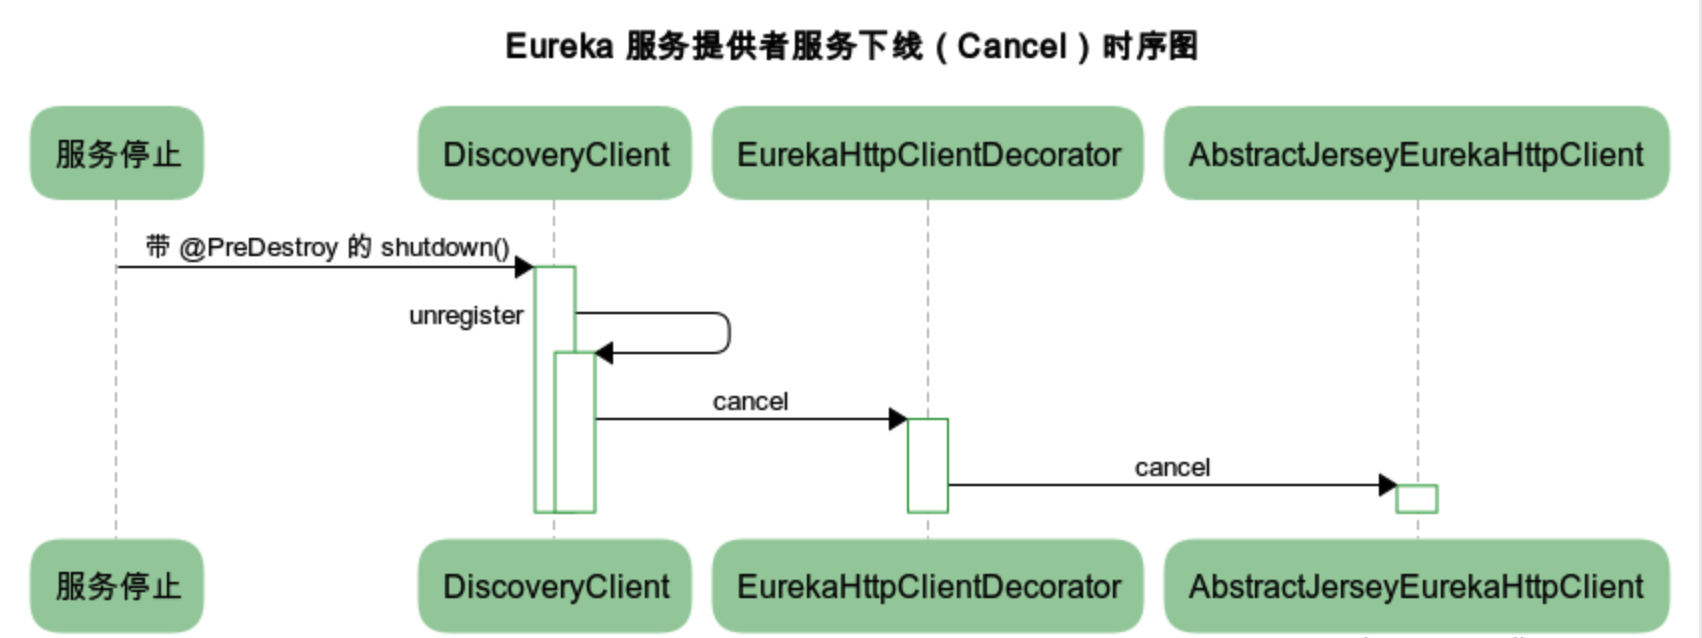 Eureka 服务提供者服务下线（Cancel）时序图
服务停止
DiscoveryClient
EurekaHttpClientDecorator
AbstractJerseyEurekaHttpClient
带 @PreDestroy 的 shutdown()
unregister
cancel
cancel
服务停止
DiscoveryClient
EurekaHttpClientDecorator
AbstractJerseyEurekaHttpClient